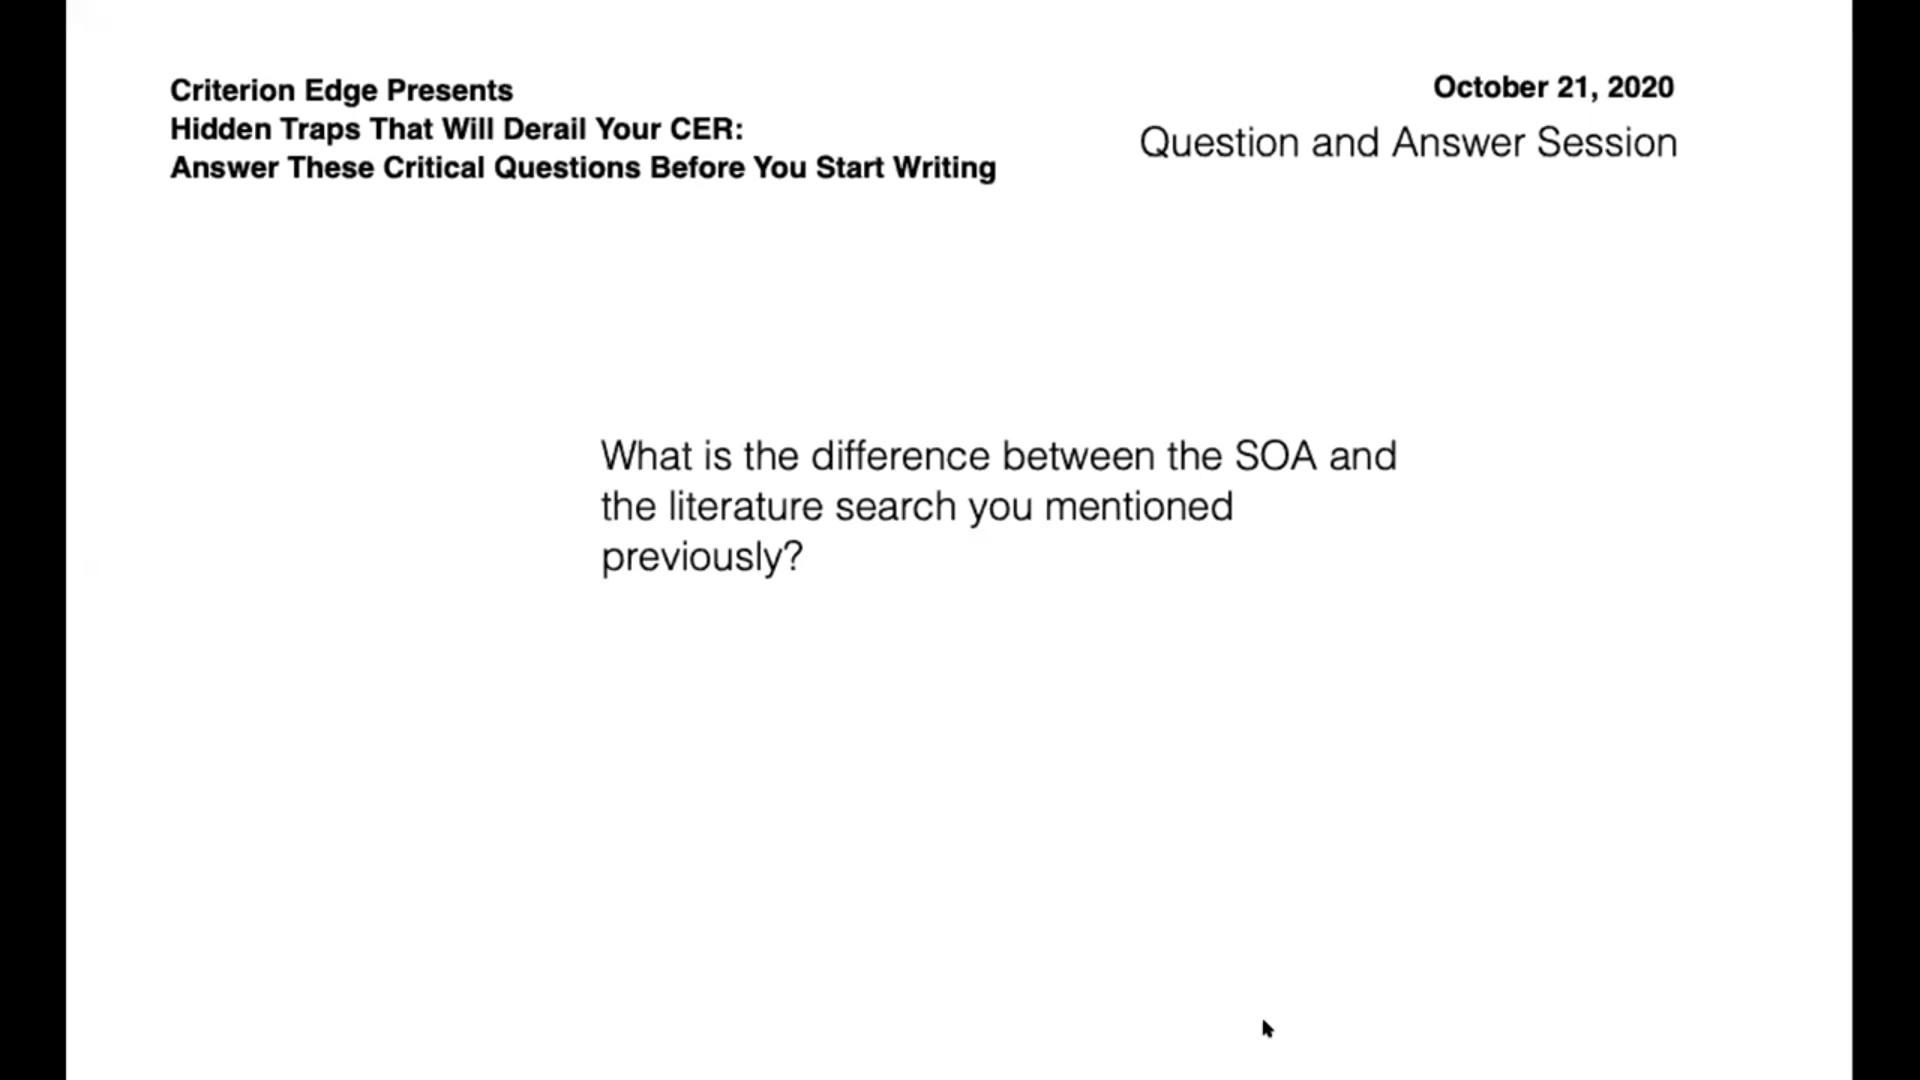 Criterion Edge Presents
Hidden Traps That Will Derail Your CER:
Answer These Critical Questions Before You Start Writing
October 21, 2020
Question and Answer Session
What is the difference between the SOA and
the literature search you mentioned
previously?